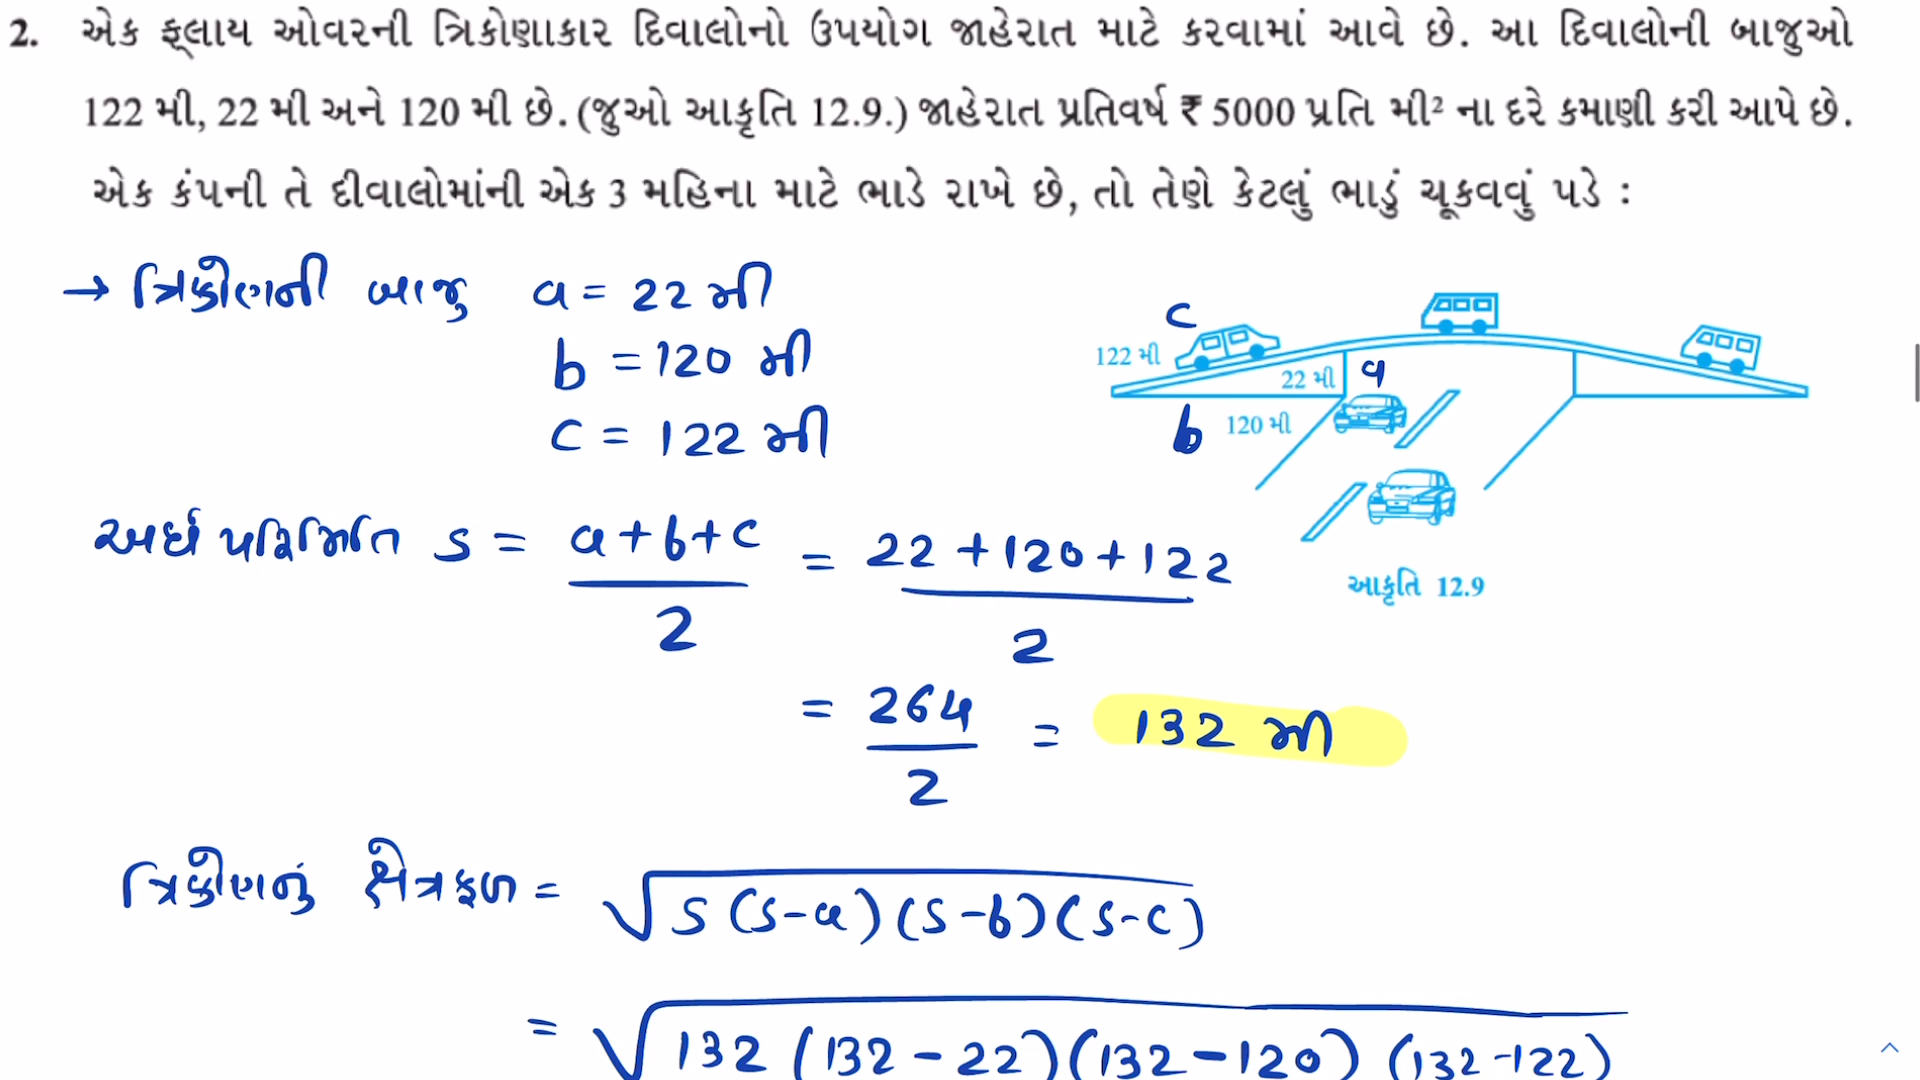 2. એક ફ્લાય ઓવરની ત્રિકોણાકાર દિવાલોનો ઉપયોગ જાહેરાત માટે કરવામાં આવે છે. આ દિવાલોની બાજુઓ
122 મી, 22 મી અને 120 મી છે. (જુઓ આકૃતિ 12.9.) જાહેરાત પ્રતિવર્ષ ₹ 5000 પ્રતિ મી² ના દરે કમાણી કરી આપે છે.
એક કંપની તે દીવાલોમાંની એક 3 મહિના માટે ભાડે રાખે છે, તો તેણે કેટલું ભાડું ચૂકવવું પડે :
→ ત્રિકોણની બાજુ a = 22 મી
b = 120 મી
c = 122 મી
c
122 મી
22 મી a
b 120 મી
આકૃતિ 12.9
અર્ધ પરિમિતિ s = a+b+c / 2 = 22 + 120 + 122 / 2
= 264 / 2 = 132 મી
ત્રિકોણનું ક્ષેત્રફળ = √s(s-a)(s-b)(s-c)
= √132 (132 - 22)(132 - 120) (132 - 122)